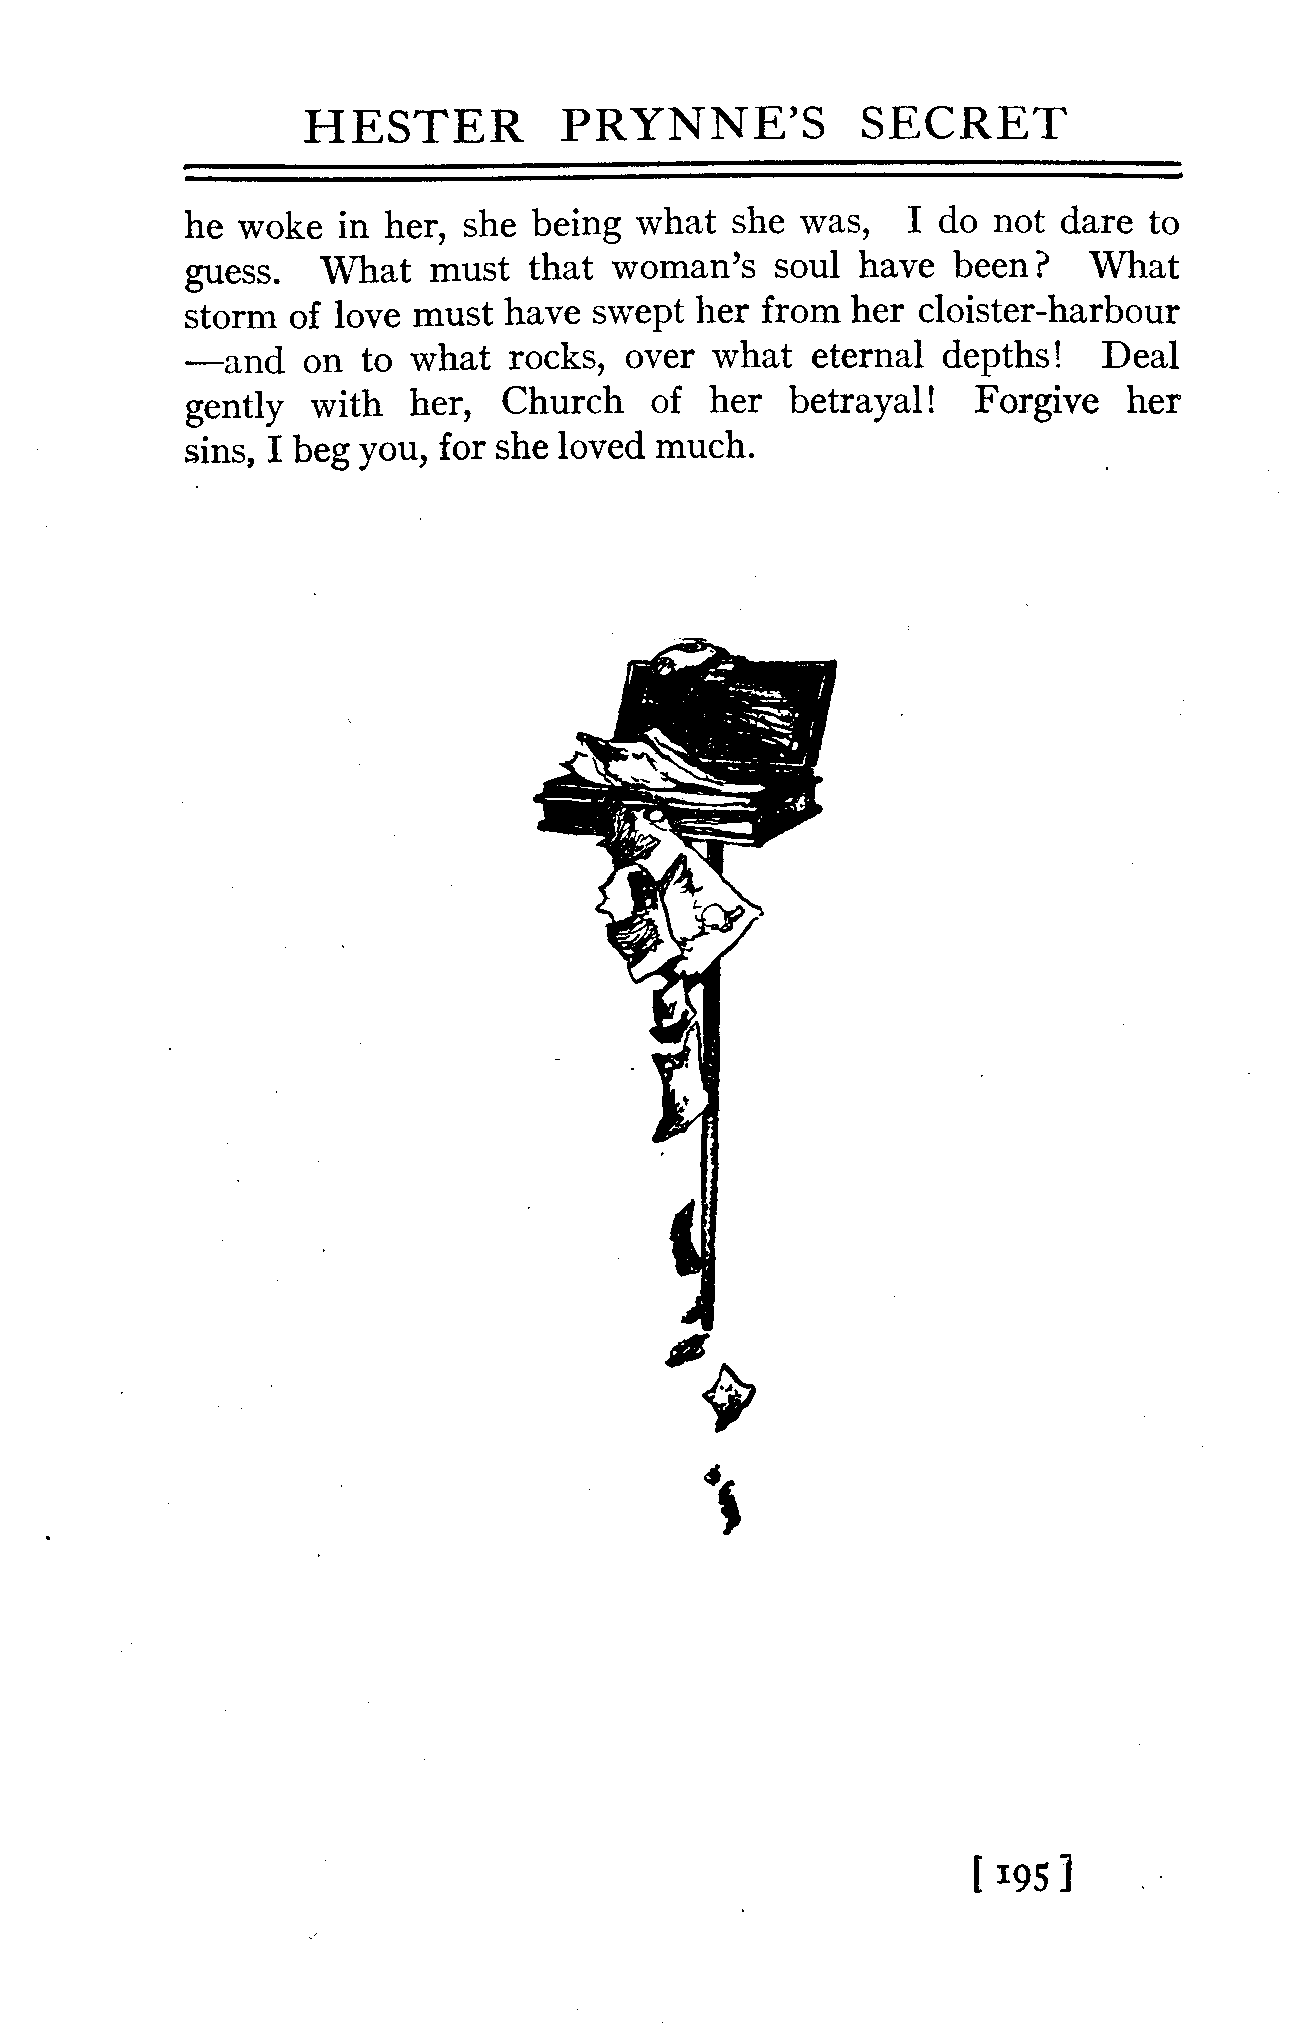 HESTER PRYNNE'S SECRET
he woke in her, she being what she was, I do not dare to
guess. What must that woman's soul have been? What
storm of love must have swept her from her cloister-harbour
—and on to what rocks, over what eternal depths! Deal
gently with her, Church of her betrayal! Forgive her
sins, I beg you, for she loved much.
[ 195 ]